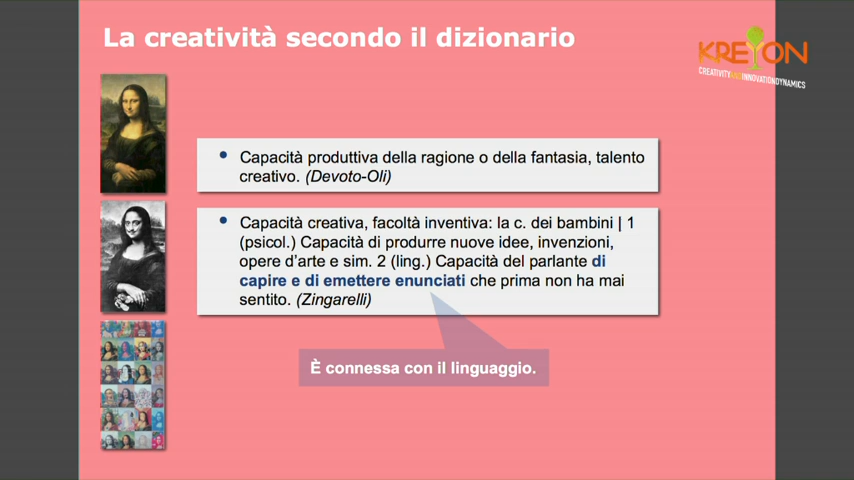 La creatività secondo il dizionario
KREYON
CREATIVITYANDINNOVATIONDYNAMICS
• Capacità produttiva della ragione o della fantasia, talento
creativo. (Devoto-Oli)
• Capacità creativa, facoltà inventiva: la c. dei bambini | 1
(psicol.) Capacità di produrre nuove idee, invenzioni,
opere d'arte e sim. 2 (ling.) Capacità del parlante di
capire e di emettere enunciati che prima non ha mai
sentito. (Zingarelli)
È connessa con il linguaggio.